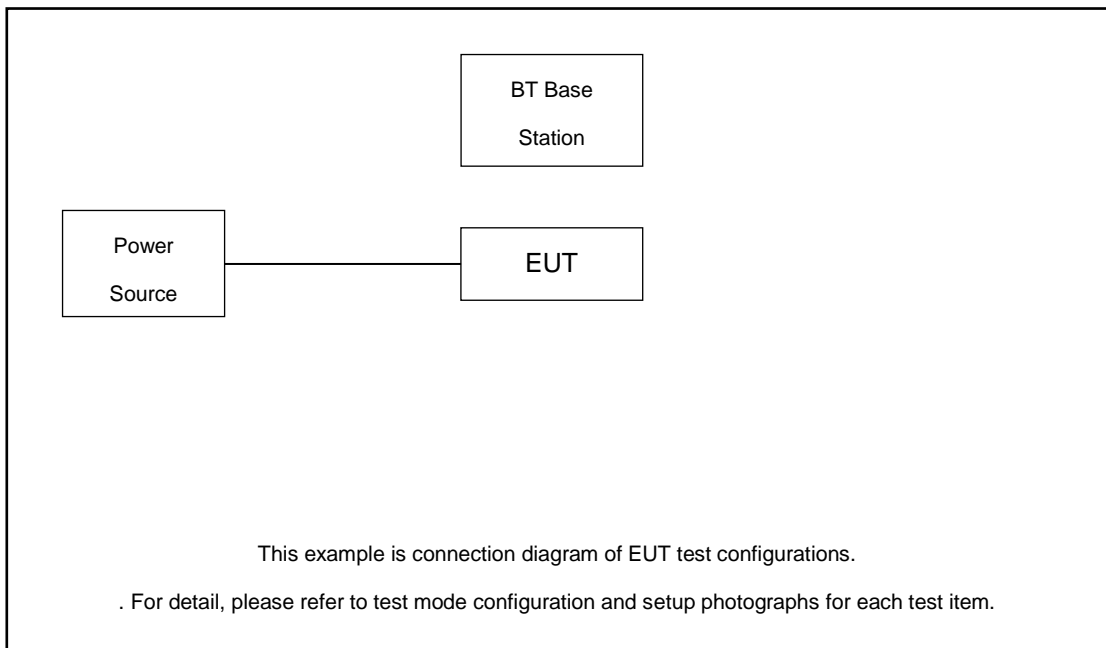 BT Base
Station
Power
Source
EUT
This example is connection diagram of EUT test configurations.
. For detail, please refer to test mode configuration and setup photographs for each test item.